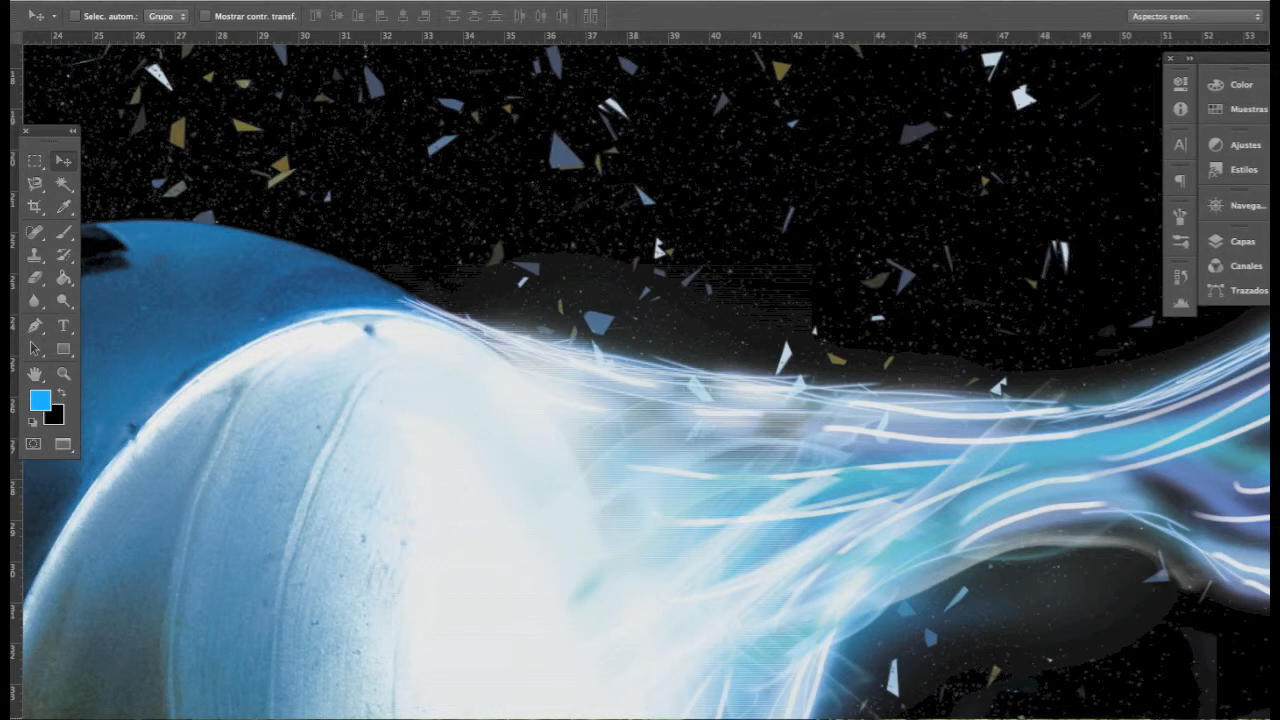 Selec. autom.: Grupo Mostrar contr. transf. Aspectos esen.
24 25 26 27 28 29 30 31 32 33 34 35 36 37 38 39 40 41 42 43 44 45 46 47 48 49 50 51 52 53
Color
Muestras
A
Ajustes
Estilos
Navega...
Capas
Canales
Trazados
T